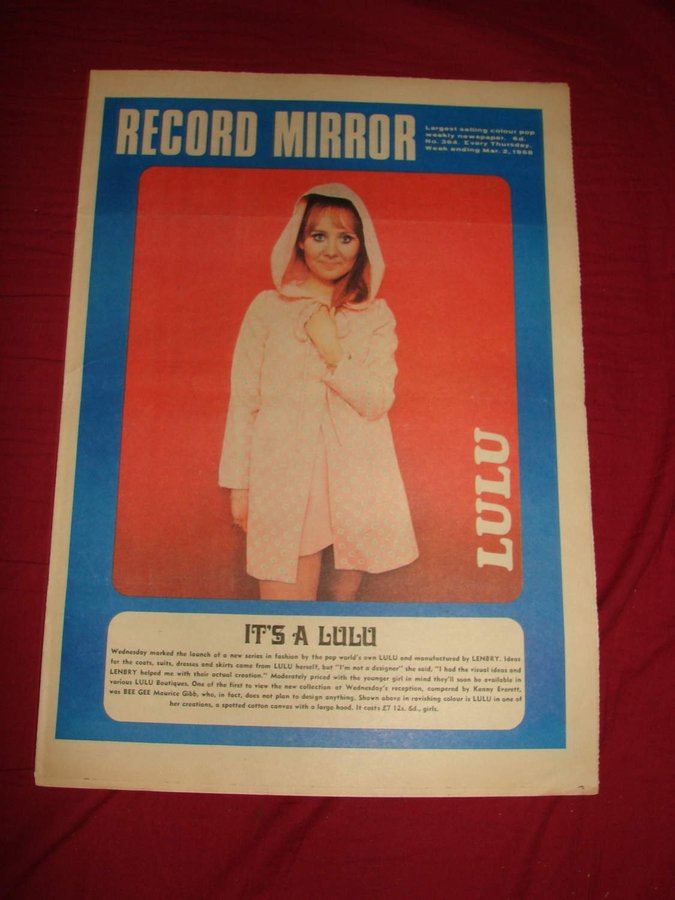 RECORD MIRROR
Largest selling colour pop
weekly newspaper. 6d.
No. 364. Every Thursday.
Week ending Mar. 2, 1968
LULU
IT'S A LULU
Wednesday marked the launch of a new series in fashion by the pop world's own LULU and manufactured by LENBRY. Ideas
for the coats, suits, dresses and skirts came from LULU herself, but "I'm not a designer" she said, "I had the visual ideas and
LENBRY helped me with their actual creation." Moderately priced with the younger girl in mind they'll soon be available in
various LULU Boutiques. One of the first to view the new collection at Wednesday's reception, compered by Kenny Everett,
was BEE GEE Maurice Gibb, who, in fact, does not plan to design anything. Shown above in ravishing colour is LULU in one of
her creations, a spotted cotton canvas with a large hood. It costs £7 12s. 6d., girls.